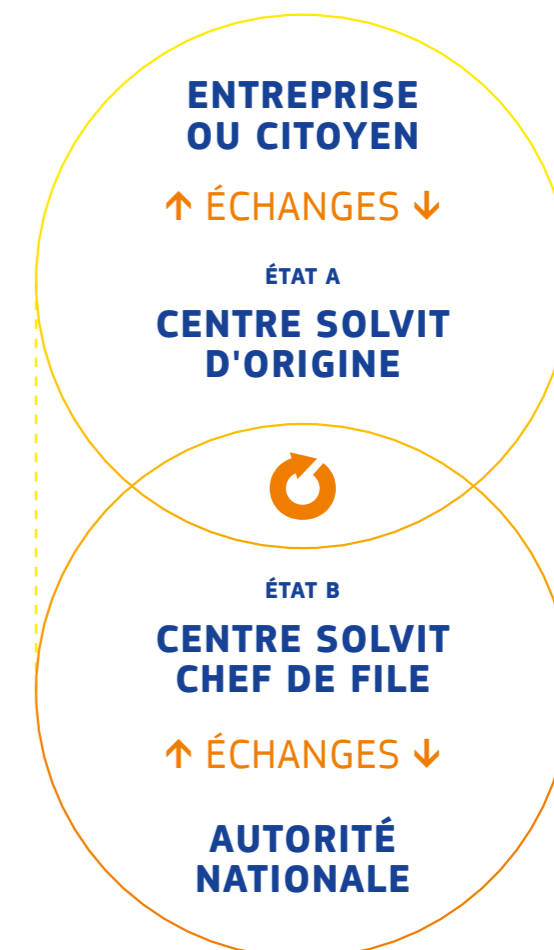 ENTREPRISE
OU CITOYEN
↑ ÉCHANGES ↓
ÉTAT A
CENTRE SOLVIT
D'ORIGINE
ÉTAT B
CENTRE SOLVIT
CHEF DE FILE
↑ ÉCHANGES ↓
AUTORITÉ
NATIONALE